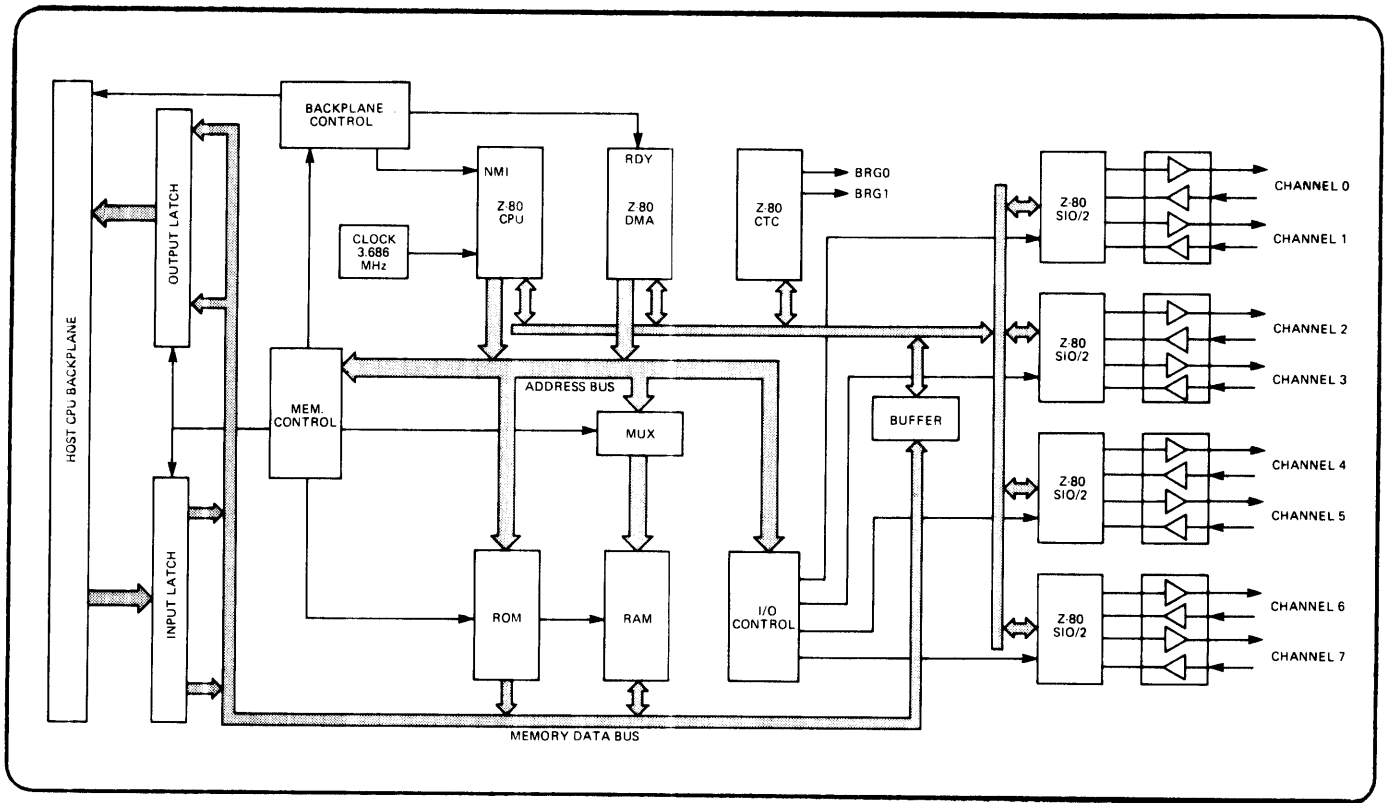 HOST CPU BACKPLANE
OUTPUT LATCH
INPUT LATCH
BACKPLANE
CONTROL
CLOCK
3.686
MHz
NMI
Z-80
CPU
RDY
Z-80
DMA
Z-80
CTC
BRG0
BRG1
MEM.
CONTROL
ADDRESS BUS
MUX
BUFFER
ROM
RAM
I/O
CONTROL
MEMORY DATA BUS
Z-80
SIO/2
CHANNEL 0
CHANNEL 1
Z-80
SIO/2
CHANNEL 2
CHANNEL 3
Z-80
SIO/2
CHANNEL 4
CHANNEL 5
Z-80
SIO/2
CHANNEL 6
CHANNEL 7